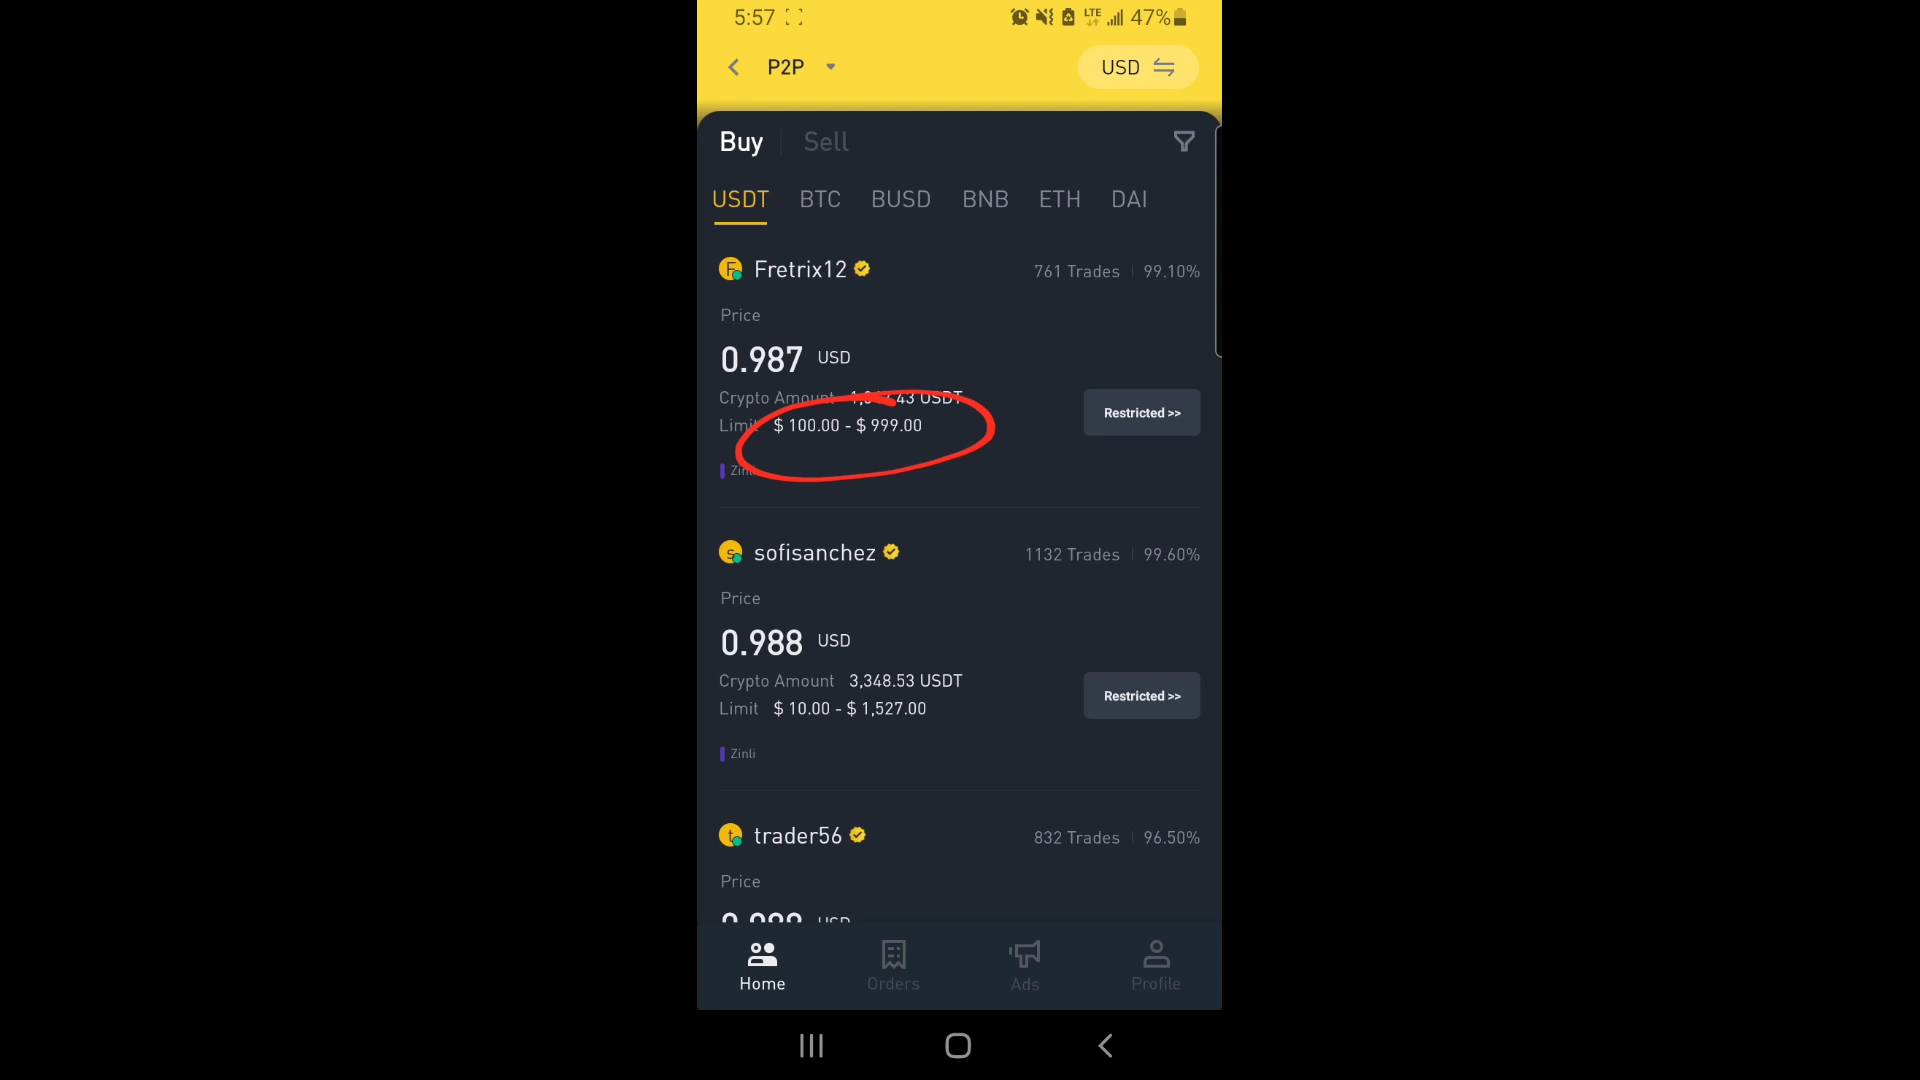 5:57 LTE 47%
P2P USD
Buy Sell
USDT BTC BUSD BNB ETH DAI
F Fretrix12 761 Trades 99.10%
Price
0.987 USD
Crypto Amount USDT
Limit $ 100.00 - $ 999.00
Restricted >>
Zinli
s sofisanchez 1132 Trades 99.60%
Price
0.988 USD
Crypto Amount 3,348.53 USDT
Limit $ 10.00 - $ 1,527.00
Restricted >>
Zinli
t trader56 832 Trades 96.50%
Price
USD
Home Orders Ads Profile